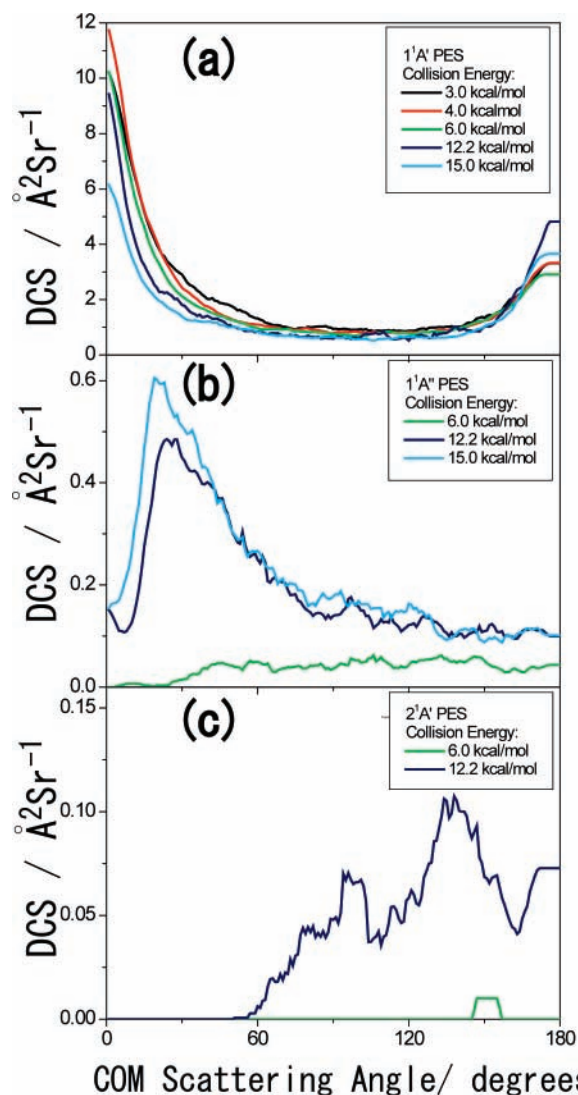 12
10
8
6
4
2
0
DCS / Å²Sr⁻¹
(a)
1¹A' PES
Collision Energy:
3.0 kcal/mol
4.0 kcalmol
6.0 kcal/mol
12.2 kcal/mol
15.0 kcal/mol
0.6
0.4
0.2
0.0
DCS / Å²Sr⁻¹
(b)
1¹A'' PES
Collision Energy:
6.0 kcal/mol
12.2 kcal/mol
15.0 kcal/mol
0.15
0.10
0.05
0.00
DCS / Å²Sr⁻¹
(c)
2¹A' PES
Collision Energy:
6.0 kcal/mol
12.2 kcal/mol
0 60 120 180
COM Scattering Angle/ degrees